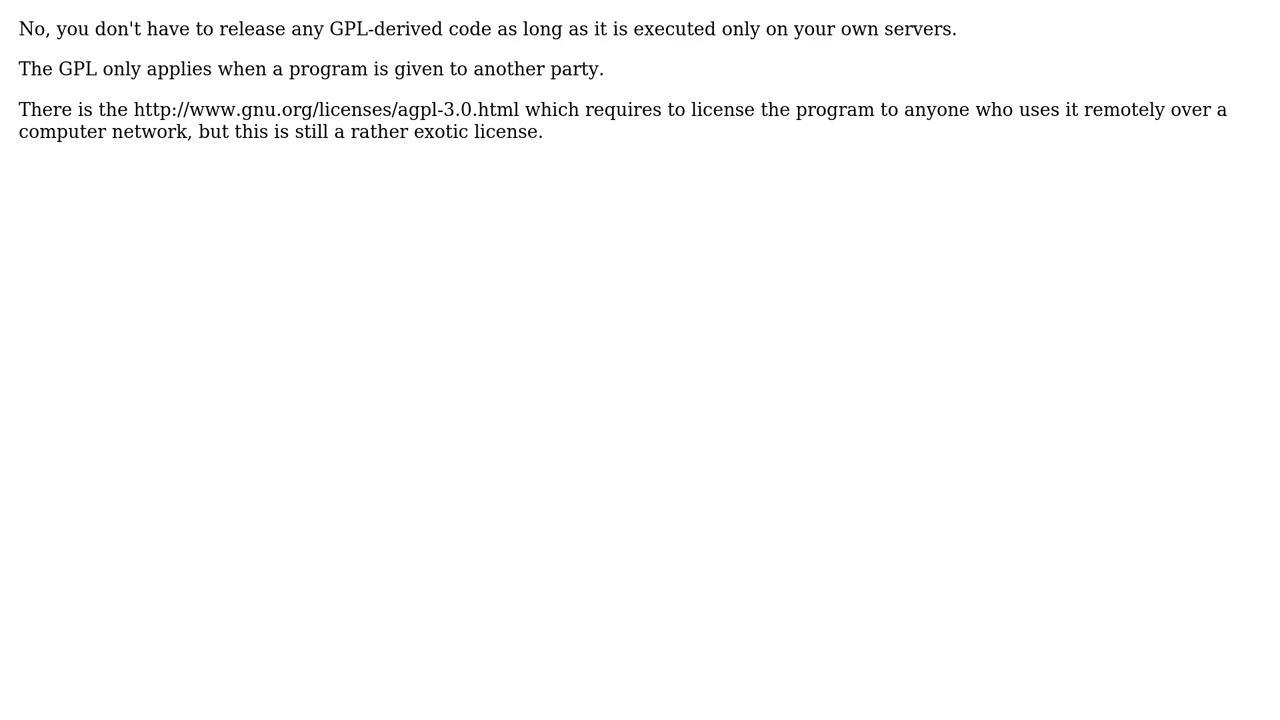 No, you don't have to release any GPL-derived code as long as it is executed only on your own servers.
The GPL only applies when a program is given to another party.
There is the http://www.gnu.org/licenses/agpl-3.0.html which requires to license the program to anyone who uses it remotely over a
computer network, but this is still a rather exotic license.